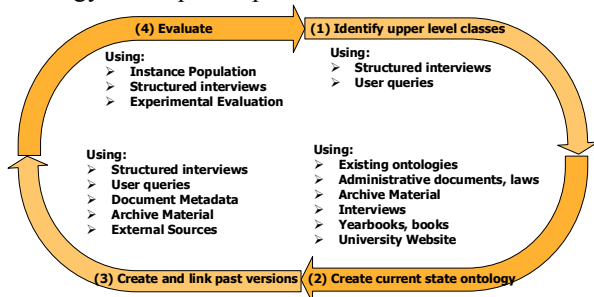 (4) Evaluate
(1) Identify upper level classes
Using:
➢ Instance Population
➢ Structured interviews
➢ Experimental Evaluation
Using:
➢ Structured interviews
➢ User queries
Using:
➢ Structured interviews
➢ User queries
➢ Document Metadata
➢ Archive Material
➢ External Sources
Using:
➢ Existing ontologies
➢ Administrative documents, laws
➢ Archive Material
➢ Interviews
➢ Yearbooks, books
➢ University Website
(3) Create and link past versions
(2) Create current state ontology